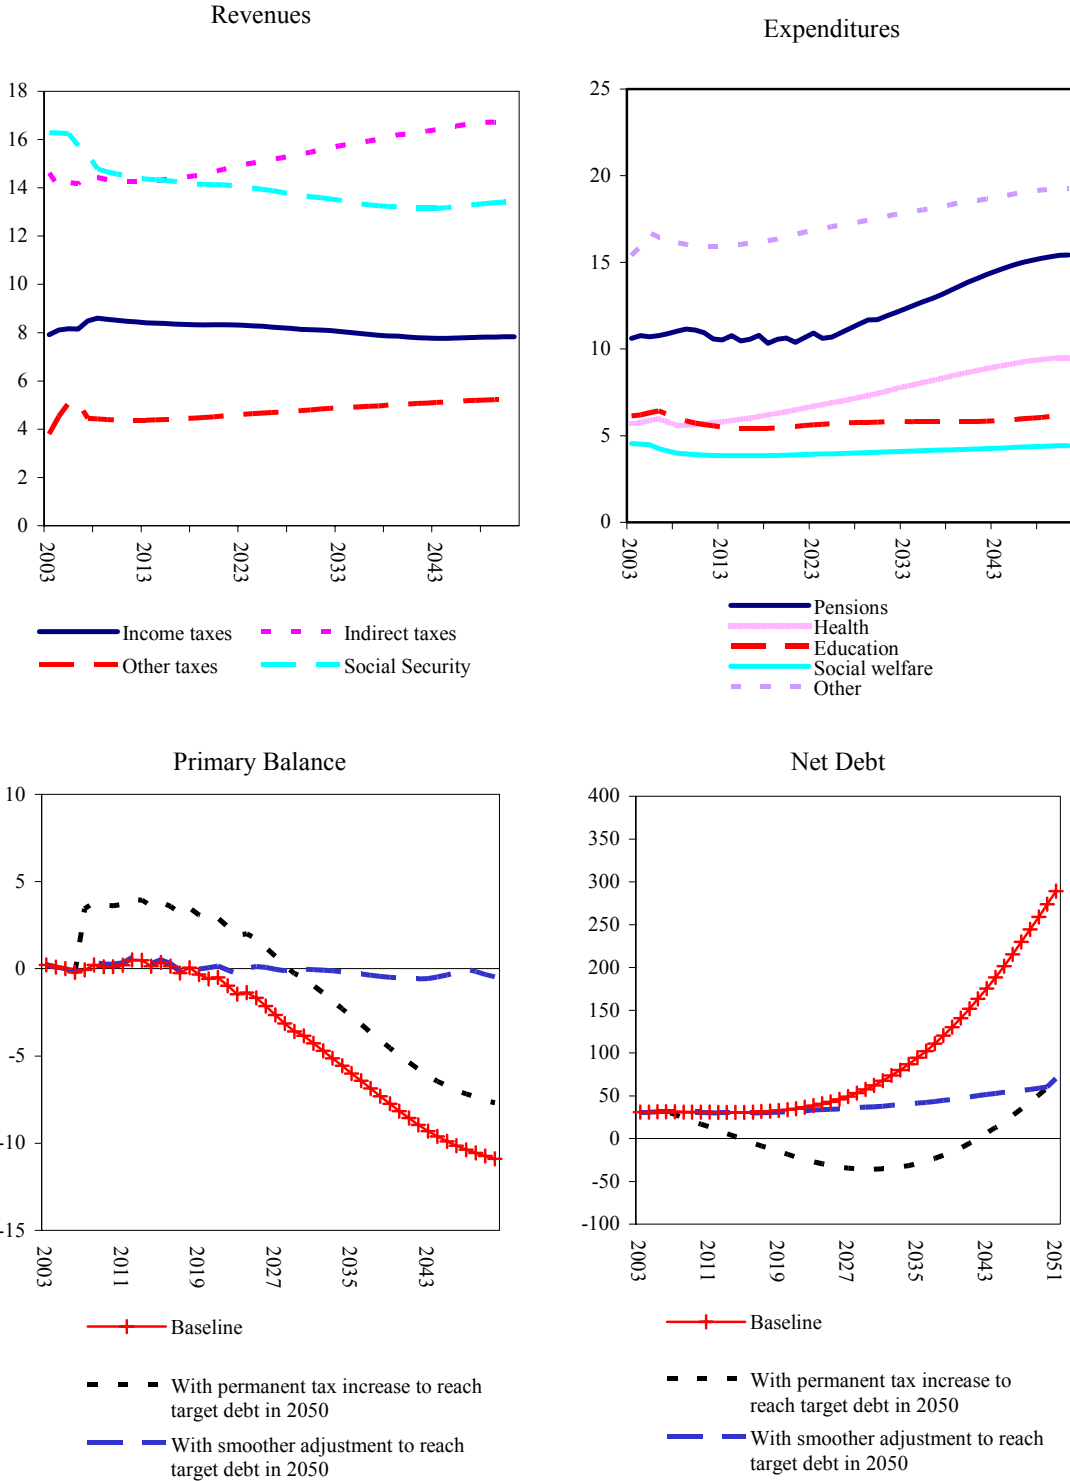 Revenues
18
16
14
12
10
8
6
4
2
0
2003
2013
2023
2033
2043
Income taxes
Indirect taxes
Other taxes
Social Security
Expenditures
25
20
15
10
5
0
2003
2013
2023
2033
2043
Pensions
Health
Education
Social welfare
Other
Primary Balance
10
5
0
-5
-10
-15
2003
2011
2019
2027
2035
2043
Baseline
With permanent tax increase to reach
target debt in 2050
With smoother adjustment to reach
target debt in 2050
Net Debt
400
350
300
250
200
150
100
50
0
-50
-100
2003
2011
2019
2027
2035
2043
2051
Baseline
With permanent tax increase to
reach target debt in 2050
With smoother adjustment to reach
target debt in 2050